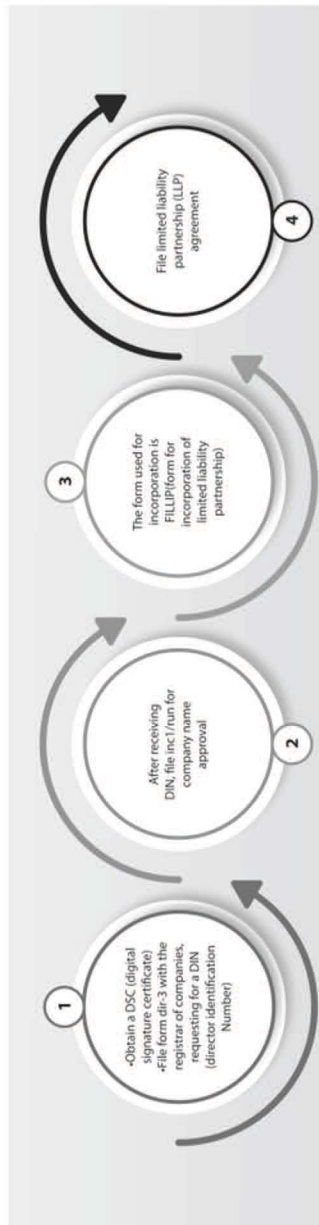 1
•Obtain a DSC (digital
signature certificate)
•File form dir-3 with the
registrar of companies,
requesting for a DIN
(director identification
Number)
After receiving
DIN, file inc1/run for
company name
approval
2
3
The form used for
incorporation is
FILLIP(form for
incorporation of
limited liability
partnership)
File limited liability
partnership (LLP)
agreement
4